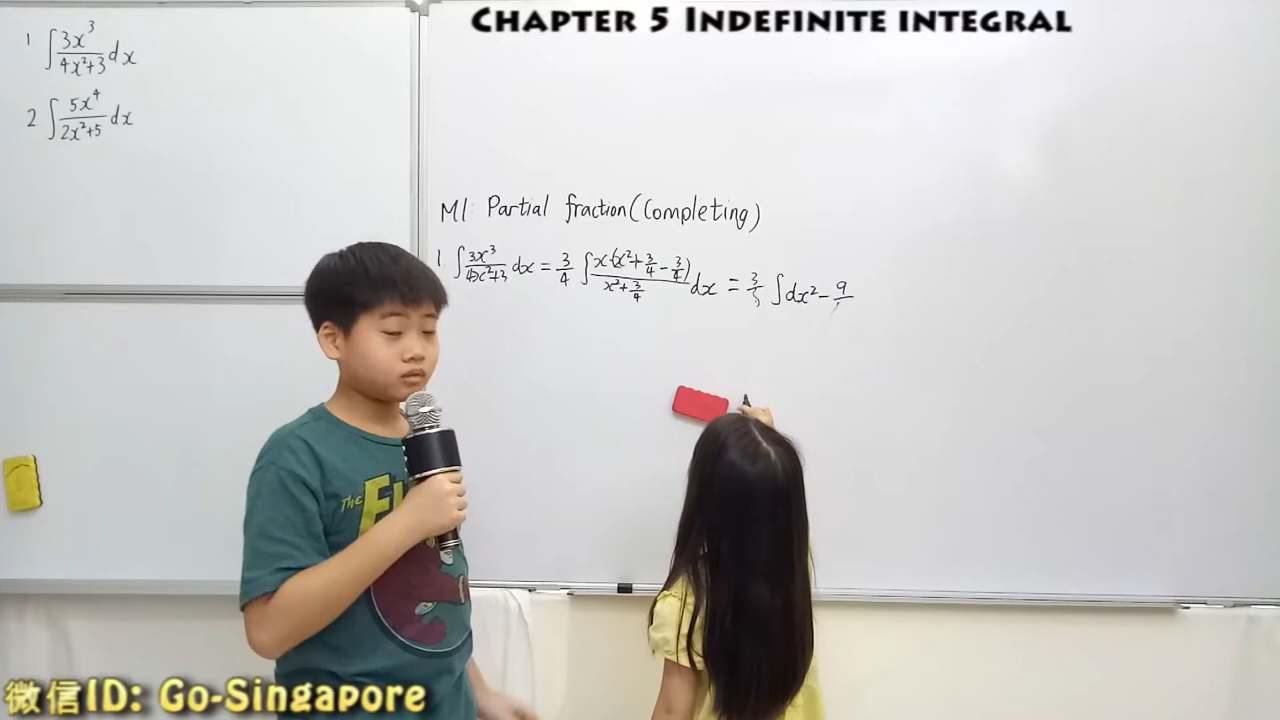 CHAPTER 5 INDEFINITE INTEGRAL
1 ∫ 3x³/(4x²+3) dx
2 ∫ 5x⁴/(2x²+5) dx
M1 Partial fraction(Completing)
1 ∫ 3x³/(4x²+3) dx = 3/4 ∫ x(x²+3/4-3/4)/(x²+3/4) dx = 3/ ∫dx² - 9/
The
微信ID: Go-Singapore